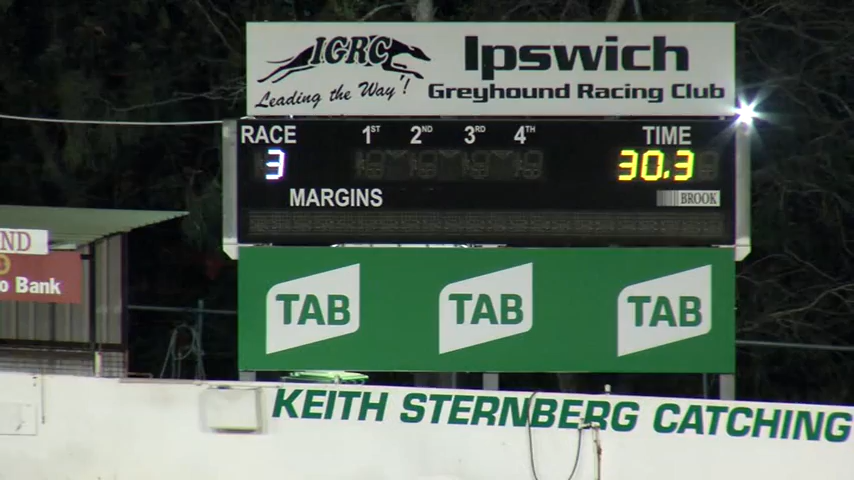 IGRC
Leading the Way'!
Ipswich
Greyhound Racing Club
RACE 1ST 2ND 3RD 4TH TIME
3 30.3
MARGINS BROOK
ND
o Bank
TAB TAB TAB
KEITH STERNBERG CATCHING